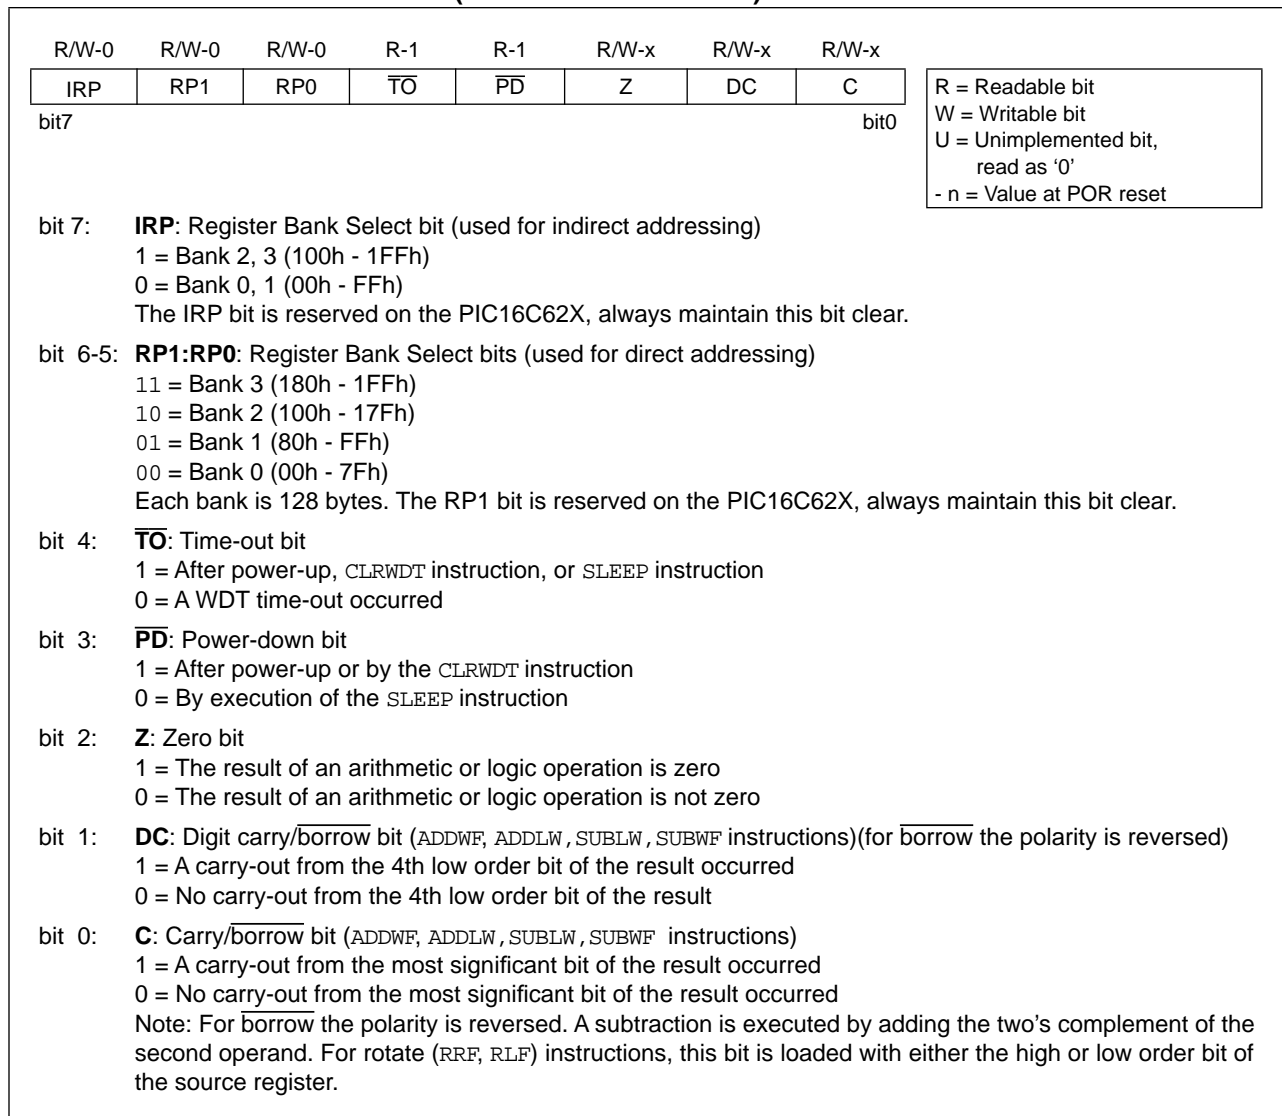 R/W-0 R/W-0 R/W-0 R-1 R-1 R/W-x R/W-x R/W-x
IRP RP1 RP0 T̅O̅ P̅D̅ Z DC C
bit7 bit0
R = Readable bit
W = Writable bit
U = Unimplemented bit,
read as ‘0’
- n = Value at POR reset
bit 7: IRP: Register Bank Select bit (used for indirect addressing)
1 = Bank 2, 3 (100h - 1FFh)
0 = Bank 0, 1 (00h - FFh)
The IRP bit is reserved on the PIC16C62X, always maintain this bit clear.
bit 6-5: RP1:RP0: Register Bank Select bits (used for direct addressing)
11 = Bank 3 (180h - 1FFh)
10 = Bank 2 (100h - 17Fh)
01 = Bank 1 (80h - FFh)
00 = Bank 0 (00h - 7Fh)
Each bank is 128 bytes. The RP1 bit is reserved on the PIC16C62X, always maintain this bit clear.
bit 4: T̅O̅: Time-out bit
1 = After power-up, CLRWDT instruction, or SLEEP instruction
0 = A WDT time-out occurred
bit 3: P̅D̅: Power-down bit
1 = After power-up or by the CLRWDT instruction
0 = By execution of the SLEEP instruction
bit 2: Z: Zero bit
1 = The result of an arithmetic or logic operation is zero
0 = The result of an arithmetic or logic operation is not zero
bit 1: DC: Digit carry/b̅o̅r̅r̅o̅w̅ bit (ADDWF, ADDLW,SUBLW,SUBWF instructions)(for b̅o̅r̅r̅o̅w̅ the polarity is reversed)
1 = A carry-out from the 4th low order bit of the result occurred
0 = No carry-out from the 4th low order bit of the result
bit 0: C: Carry/b̅o̅r̅r̅o̅w̅ bit (ADDWF, ADDLW,SUBLW,SUBWF instructions)
1 = A carry-out from the most significant bit of the result occurred
0 = No carry-out from the most significant bit of the result occurred
Note: For b̅o̅r̅r̅o̅w̅ the polarity is reversed. A subtraction is executed by adding the two’s complement of the
second operand. For rotate (RRF, RLF) instructions, this bit is loaded with either the high or low order bit of
the source register.